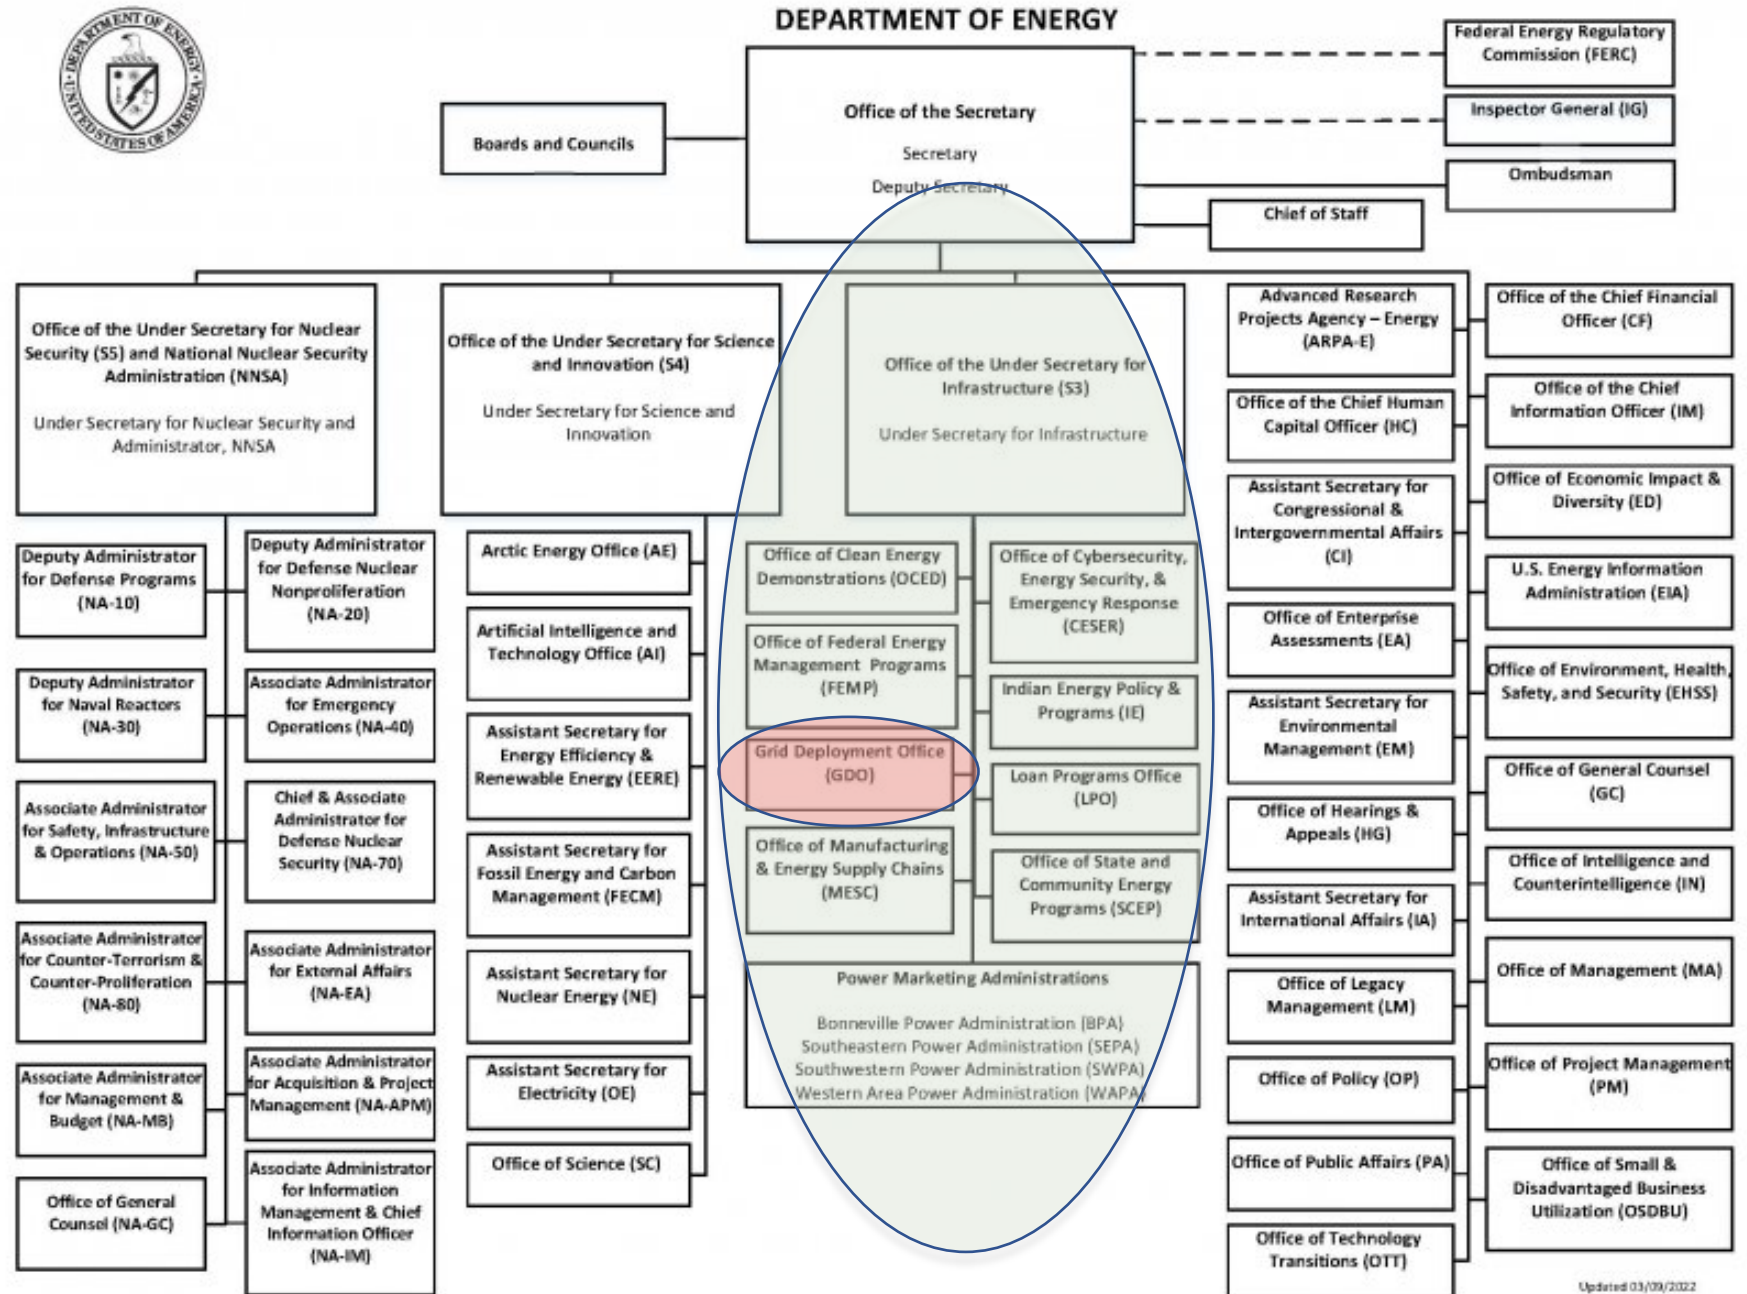 DEPARTMENT OF ENERGY
DEPARTMENT OF ENERGY
UNITED STATES OF AMERICA
Federal Energy Regulatory
Commission (FERC)
Inspector General (IG)
Ombudsman
Chief of Staff
Boards and Councils
Office of the Secretary
Secretary
Deputy Secretary
Office of the Under Secretary for Nuclear
Security (S5) and National Nuclear Security
Administration (NNSA)
Under Secretary for Nuclear Security and
Administrator, NNSA
Deputy Administrator
for Defense Programs
(NA-10)
Deputy Administrator
for Defense Nuclear
Nonproliferation
(NA-20)
Deputy Administrator
for Naval Reactors
(NA-30)
Associate Administrator
for Emergency
Operations (NA-40)
Associate Administrator
for Safety, Infrastructure
& Operations (NA-50)
Chief & Associate
Administrator for
Defense Nuclear
Security (NA-70)
Associate Administrator
for Counter-Terrorism &
Counter-Proliferation
(NA-80)
Associate Administrator
for External Affairs
(NA-EA)
Associate Administrator
for Management &
Budget (NA-MB)
Associate Administrator
for Acquisition & Project
Management (NA-APM)
Office of General
Counsel (NA-GC)
Associate Administrator
for Information
Management & Chief
Information Officer
(NA-IM)
Office of the Under Secretary for Science
and Innovation (S4)
Under Secretary for Science and
Innovation
Arctic Energy Office (AE)
Artificial Intelligence and
Technology Office (AI)
Assistant Secretary for
Energy Efficiency &
Renewable Energy (EERE)
Assistant Secretary for
Fossil Energy and Carbon
Management (FECM)
Assistant Secretary for
Nuclear Energy (NE)
Assistant Secretary for
Electricity (OE)
Office of Science (SC)
Office of the Under Secretary for
Infrastructure (S3)
Under Secretary for Infrastructure
Office of Clean Energy
Demonstrations (OCED)
Office of Cybersecurity,
Energy Security, &
Emergency Response
(CESER)
Office of Federal Energy
Management Programs
(FEMP)
Indian Energy Policy &
Programs (IE)
Grid Deployment Office
(GDO)
Loan Programs Office
(LPO)
Office of Manufacturing
& Energy Supply Chains
(MESC)
Office of State and
Community Energy
Programs (SCEP)
Power Marketing Administrations
Bonneville Power Administration (BPA)
Southeastern Power Administration (SEPA)
Southwestern Power Administration (SWPA)
Western Area Power Administration (WAPA)
Advanced Research
Projects Agency – Energy
(ARPA-E)
Office of the Chief Financial
Officer (CF)
Office of the Chief Human
Capital Officer (HC)
Office of the Chief
Information Officer (IM)
Assistant Secretary for
Congressional &
Intergovernmental Affairs
(CI)
Office of Economic Impact &
Diversity (ED)
Office of Enterprise
Assessments (EA)
U.S. Energy Information
Administration (EIA)
Assistant Secretary for
Environmental
Management (EM)
Office of Environment, Health,
Safety, and Security (EHSS)
Office of Hearings &
Appeals (HG)
Office of General Counsel
(GC)
Assistant Secretary for
International Affairs (IA)
Office of Intelligence and
Counterintelligence (IN)
Office of Legacy
Management (LM)
Office of Management (MA)
Office of Policy (OP)
Office of Project Management
(PM)
Office of Public Affairs (PA)
Office of Small &
Disadvantaged Business
Utilization (OSDBU)
Office of Technology
Transitions (OTT)
Updated 03/09/2022